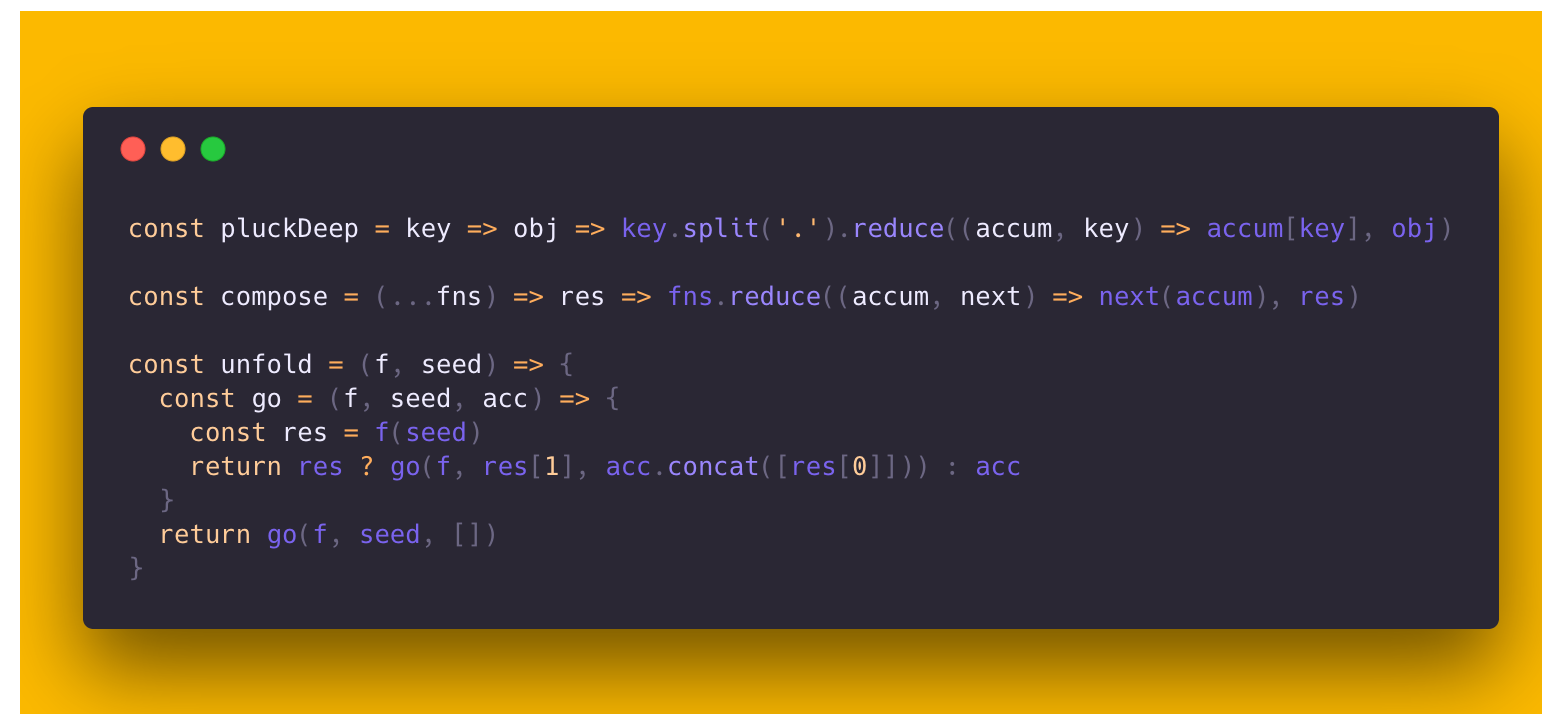 const pluckDeep = key => obj => key.split('.').reduce((accum, key) => accum[key], obj)
const compose = (...fns) => res => fns.reduce((accum, next) => next(accum), res)
const unfold = (f, seed) => {
  const go = (f, seed, acc) => {
    const res = f(seed)
    return res ? go(f, res[1], acc.concat([res[0]])) : acc
  }
  return go(f, seed, [])
}